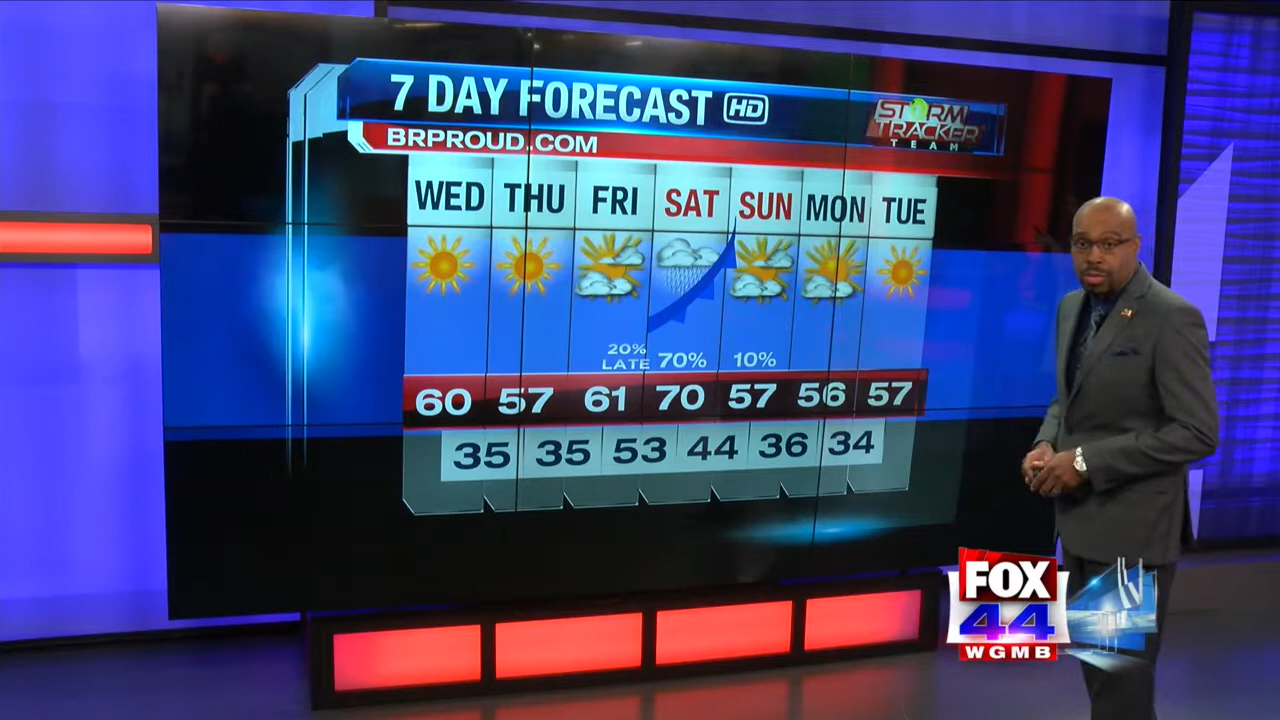 7 DAY FORECAST HD
STORM
TRACKER
TEAM
BRPROUD.COM
WED THU FRI SAT SUN MON TUE
20%
LATE 70% 10%
60 57 61 70 57 56 57
35 35 53 44 36 34
FOX
44
WGMB